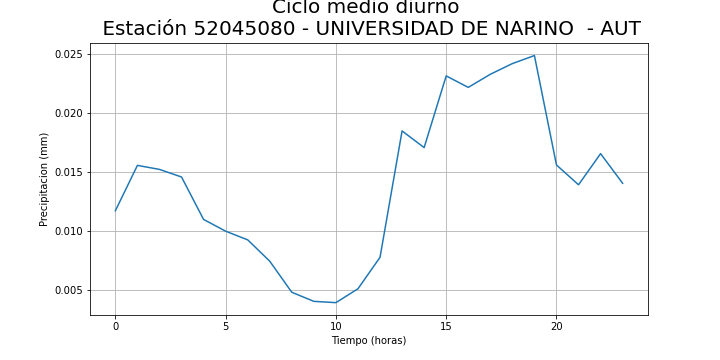 Ciclo medio diurno
Estación 52045080 - UNIVERSIDAD DE NARINO  - AUT
0.025
0.020
0.015
0.010
0.005
Precipitacion (mm)
0 5 10 15 20
Tiempo (horas)